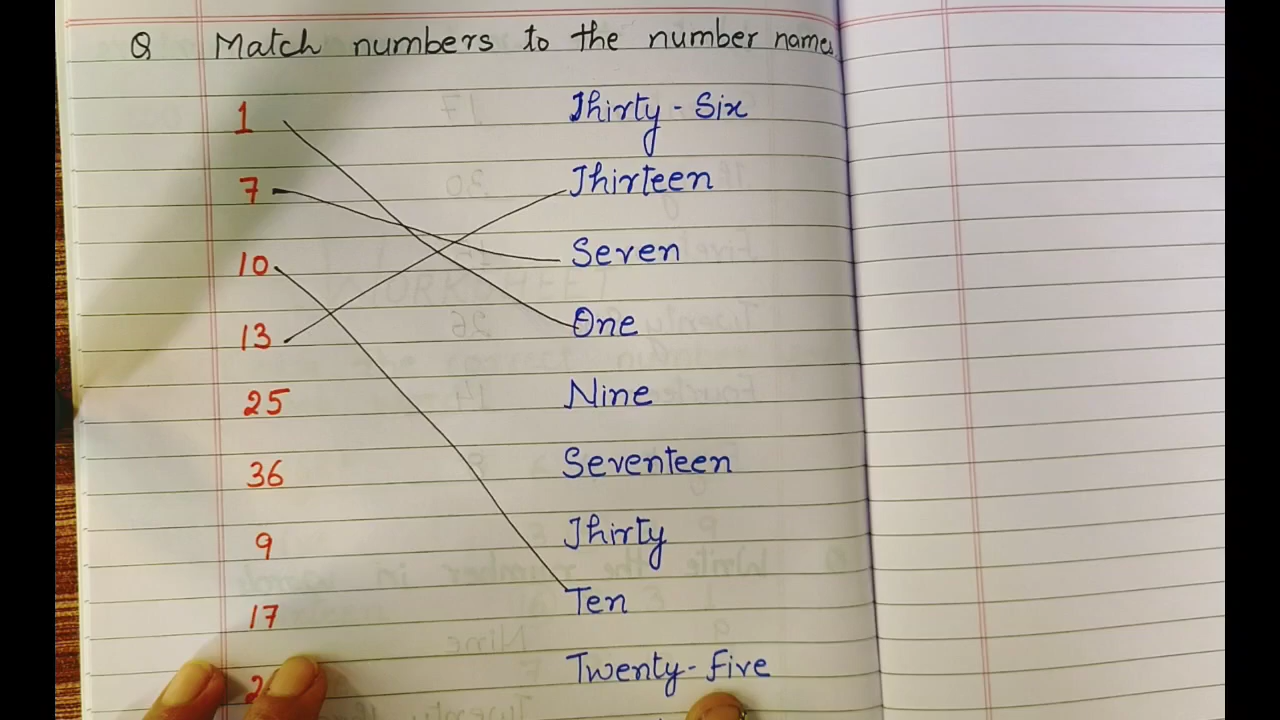 Q Match numbers to the number names
1 Thirty - Six
7 Thirteen
10 Seven
13 One
25 Nine
36 Seventeen
9 Thirty
17 Ten
Twenty - Five